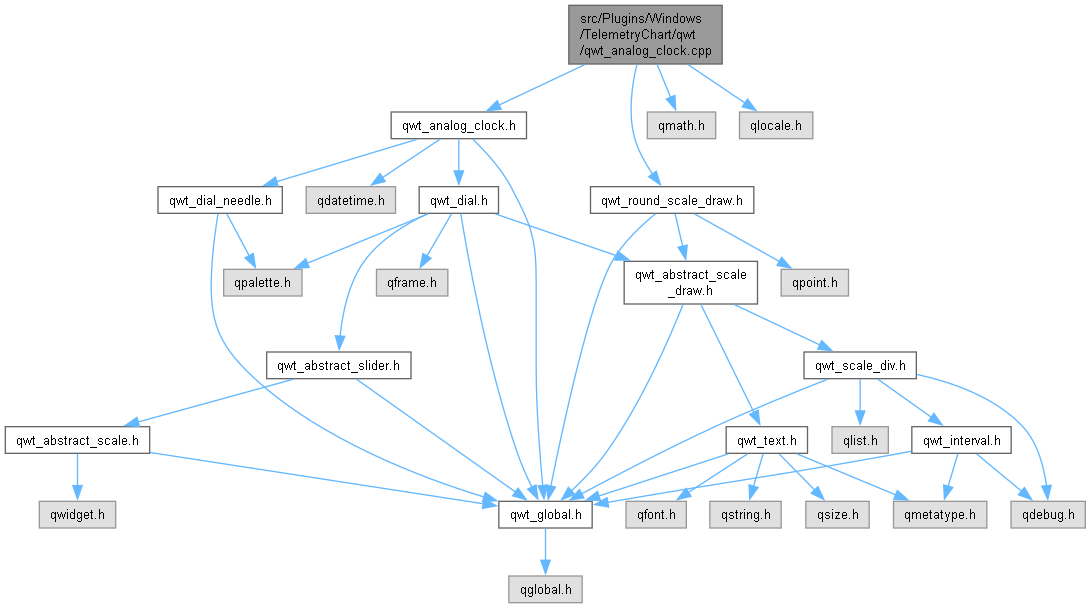 src/Plugins/Windows
/TelemetryChart/qwt
/qwt_analog_clock.cpp
qwt_analog_clock.h
qmath.h
qlocale.h
qwt_dial_needle.h
qdatetime.h
qwt_dial.h
qwt_round_scale_draw.h
qpalette.h
qframe.h
qwt_abstract_scale
_draw.h
qpoint.h
qwt_abstract_slider.h
qwt_scale_div.h
qwt_abstract_scale.h
qwt_text.h
qlist.h
qwt_interval.h
qwidget.h
qwt_global.h
qfont.h
qstring.h
qsize.h
qmetatype.h
qdebug.h
qglobal.h